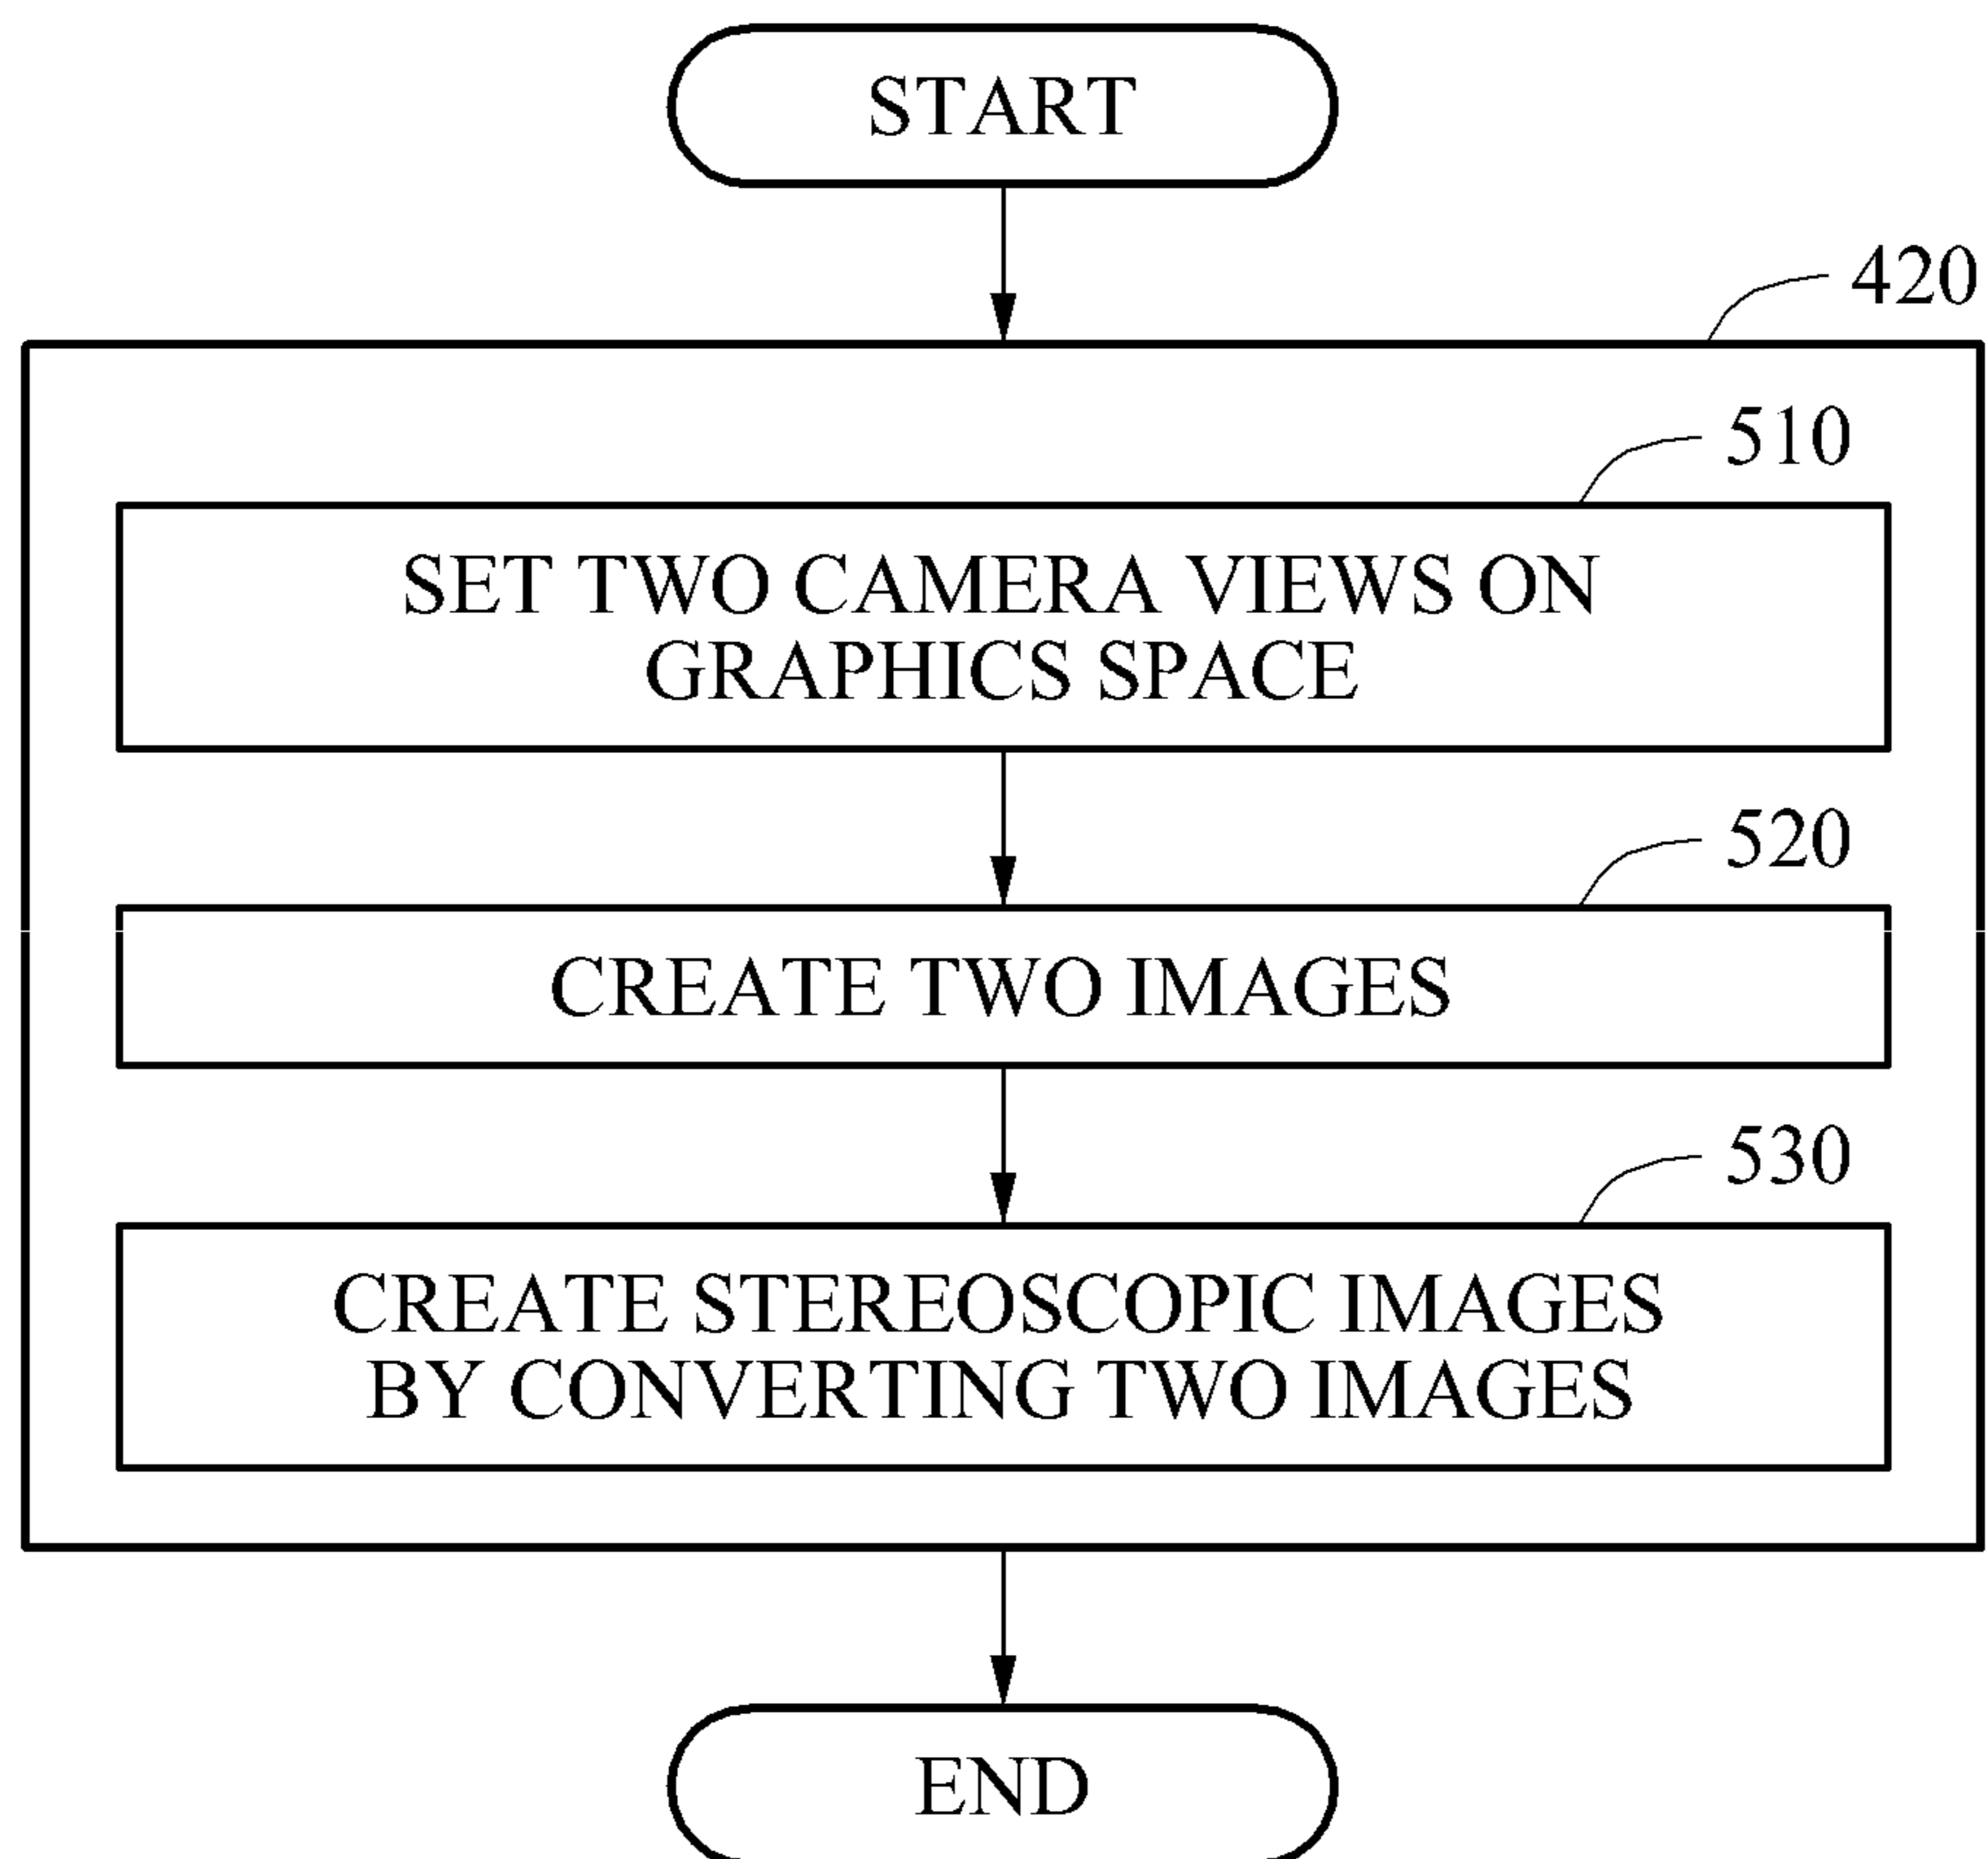 START
420
510
SET TWO CAMERA VIEWS ON
GRAPHICS SPACE
520
CREATE TWO IMAGES
530
CREATE STEREOSCOPIC IMAGES
BY CONVERTING TWO IMAGES
END